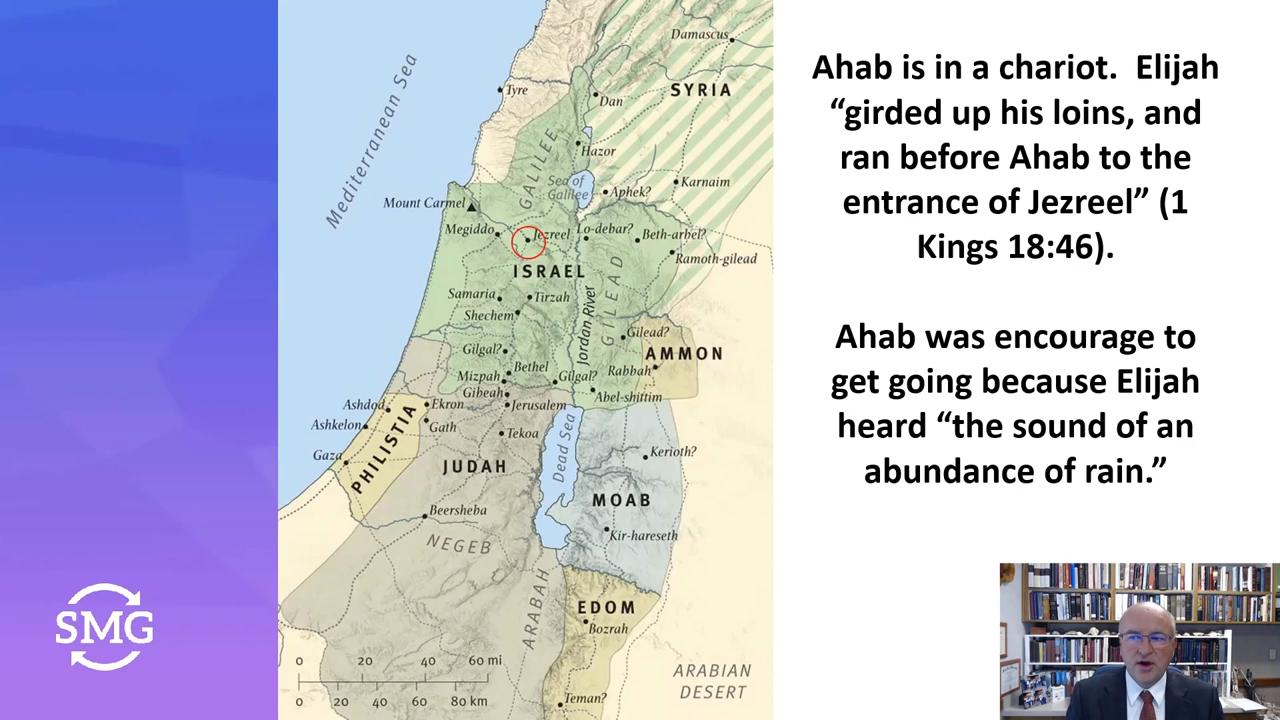 Ahab is in a chariot.  Elijah
“girded up his loins, and
ran before Ahab to the
entrance of Jezreel” (1
Kings 18:46).
Ahab was encourage to
get going because Elijah
heard “the sound of an
abundance of rain.”
SMG
Mediterranean Sea
Damascus
SYRIA
Tyre
Dan
Hazor
GALILEE
Sea of
Galilee
Aphek?
Karnaim
Mount Carmel
Megiddo
Jezreel
Lo-debar?
Beth-arbel?
Ramoth-gilead
ISRAEL
GILEAD
Samaria
Tirzah
Shechem
Jordan River
Gilead?
AMMON
Gilgal?
Bethel
Rabbah
Mizpah
Gilgal?
Gibeah
Abel-shittim
Ashdod
Ekron
Jerusalem
Ashkelon
Gath
Tekoa
PHILISTIA
Gaza
JUDAH
Dead Sea
Kerioth?
MOAB
Beersheba
NEGEB
Kir-hareseth
ARABAH
EDOM
Bozrah
ARABIAN
DESERT
Teman?
0 20 40 60 mi
0 20 40 60 80 km